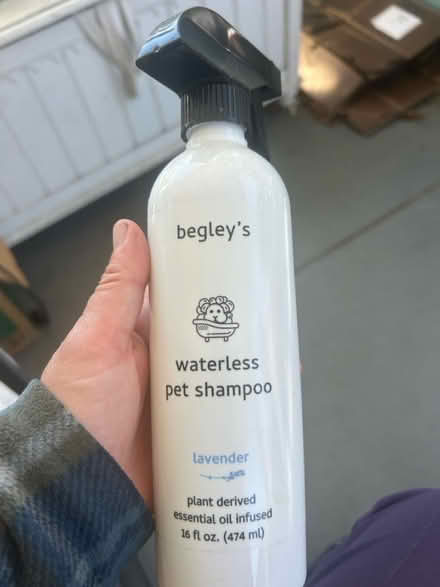 begley's
waterless
pet shampoo
lavender
plant derived
essential oil infused
16 fl oz. (474 ml)